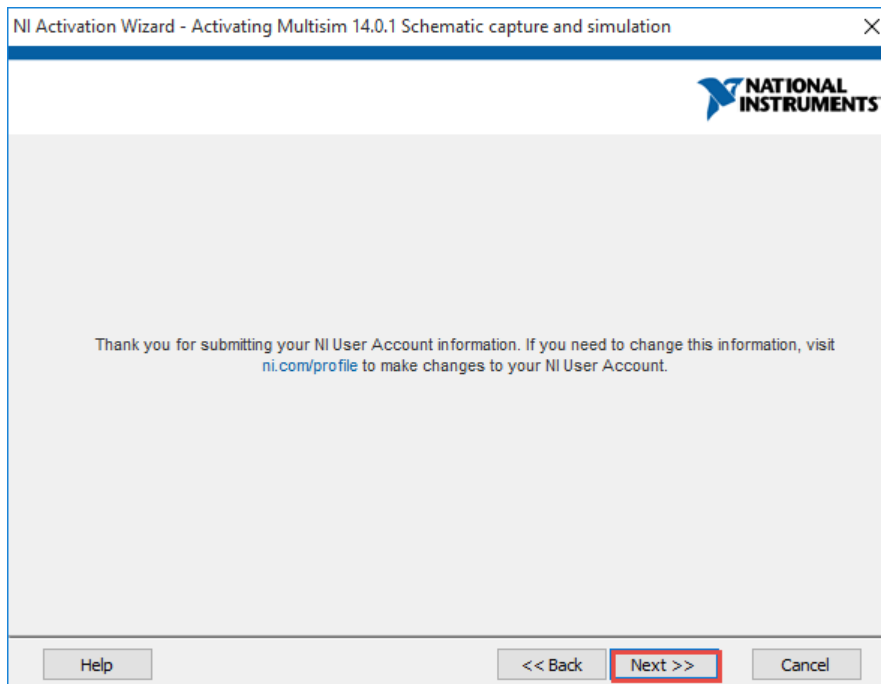 NI Activation Wizard - Activating Multisim 14.0.1 Schematic capture and simulation
NATIONAL
INSTRUMENTS
Thank you for submitting your NI User Account information. If you need to change this information, visit
ni.com/profile to make changes to your NI User Account.
Help
<< Back
Next >>
Cancel